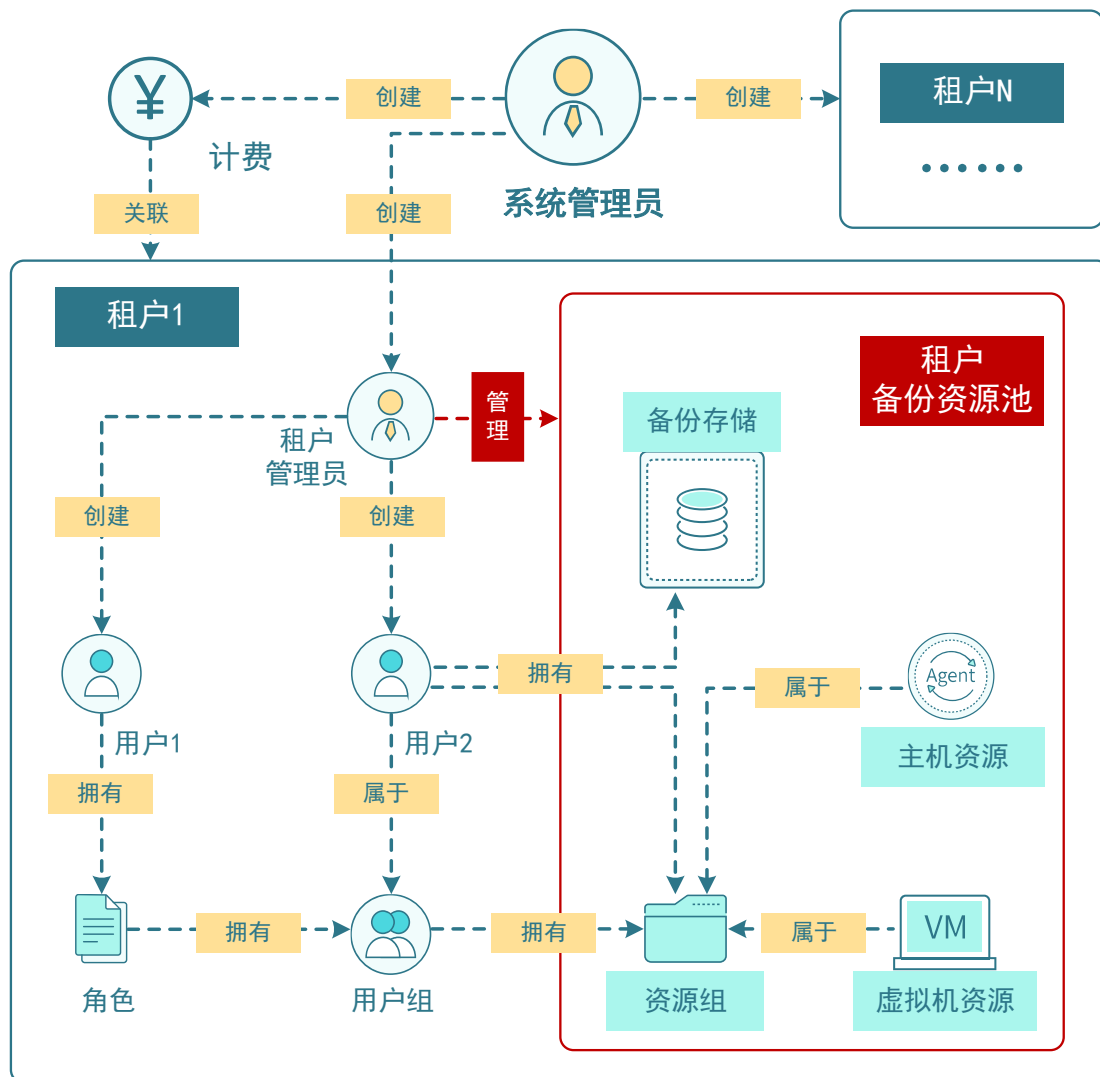 ¥
创建
创建
租户N
计费
······
系统管理员
关联
创建
租户1
租户
备份资源池
管
理
备份存储
租户
管理员
创建
创建
拥有
属于
Agent
用户1
用户2
主机资源
拥有
属于
拥有
拥有
属于
VM
角色
用户组
资源组
虚拟机资源